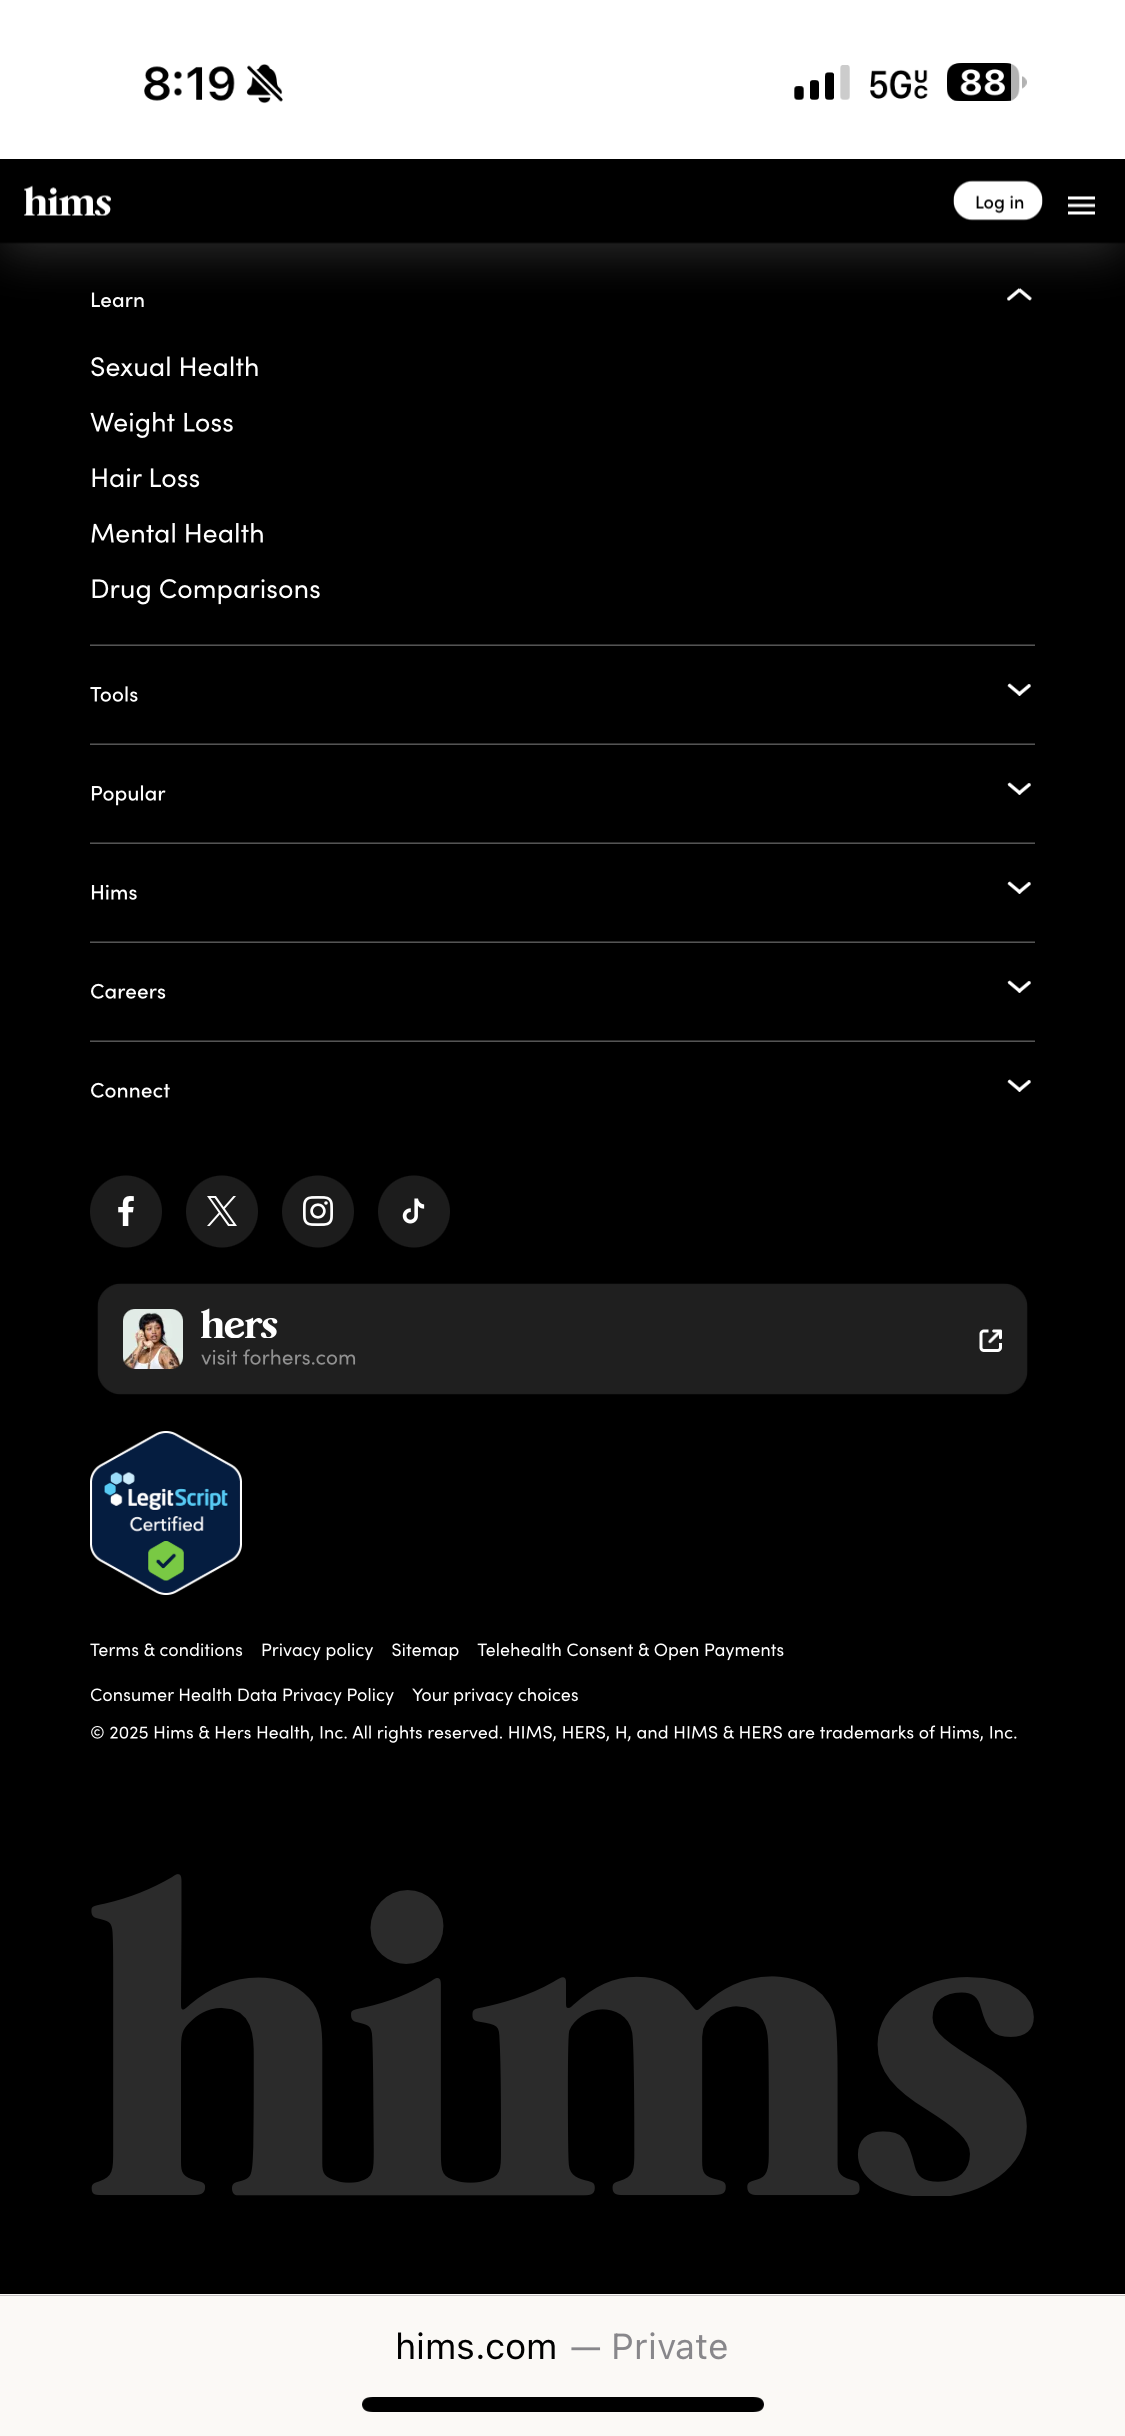 8:19 5GUC 88
hims Log in
Learn
Sexual Health
Weight Loss
Hair Loss
Mental Health
Drug Comparisons
Tools
Popular
Hims
Careers
Connect
hers
visit forhers.com
LegitScript
Certified
Terms & conditions Privacy policy Sitemap Telehealth Consent & Open Payments
Consumer Health Data Privacy Policy Your privacy choices
© 2025 Hims & Hers Health, Inc. All rights reserved. HIMS, HERS, H, and HIMS & HERS are trademarks of Hims, Inc.
hims
hims.com — Private